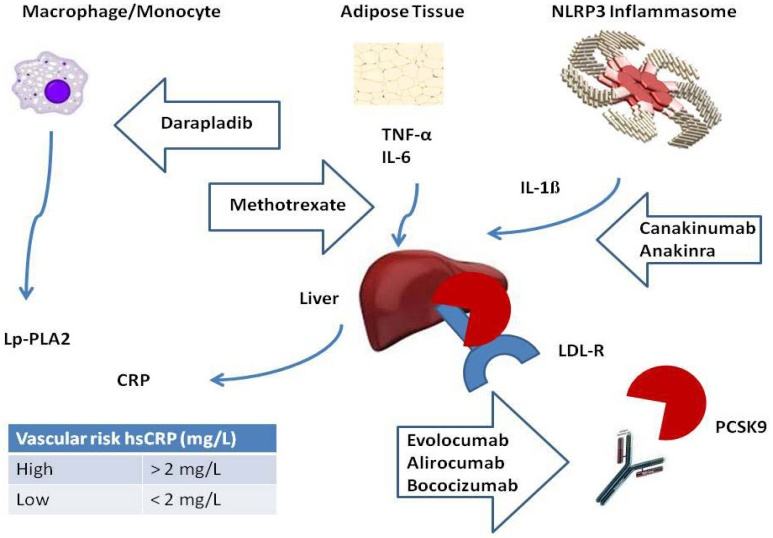 Macrophage/Monocyte
Adipose Tissue
NLRP3 Inflammasome
Darapladib
TNF-α
IL-6
Methotrexate
IL-1ß
Canakinumab
Anakinra
Liver
Lp-PLA2
LDL-R
CRP
PCSK9
Vascular risk hsCRP (mg/L)
High > 2 mg/L
Low < 2 mg/L
Evolocumab
Alirocumab
Bococizumab